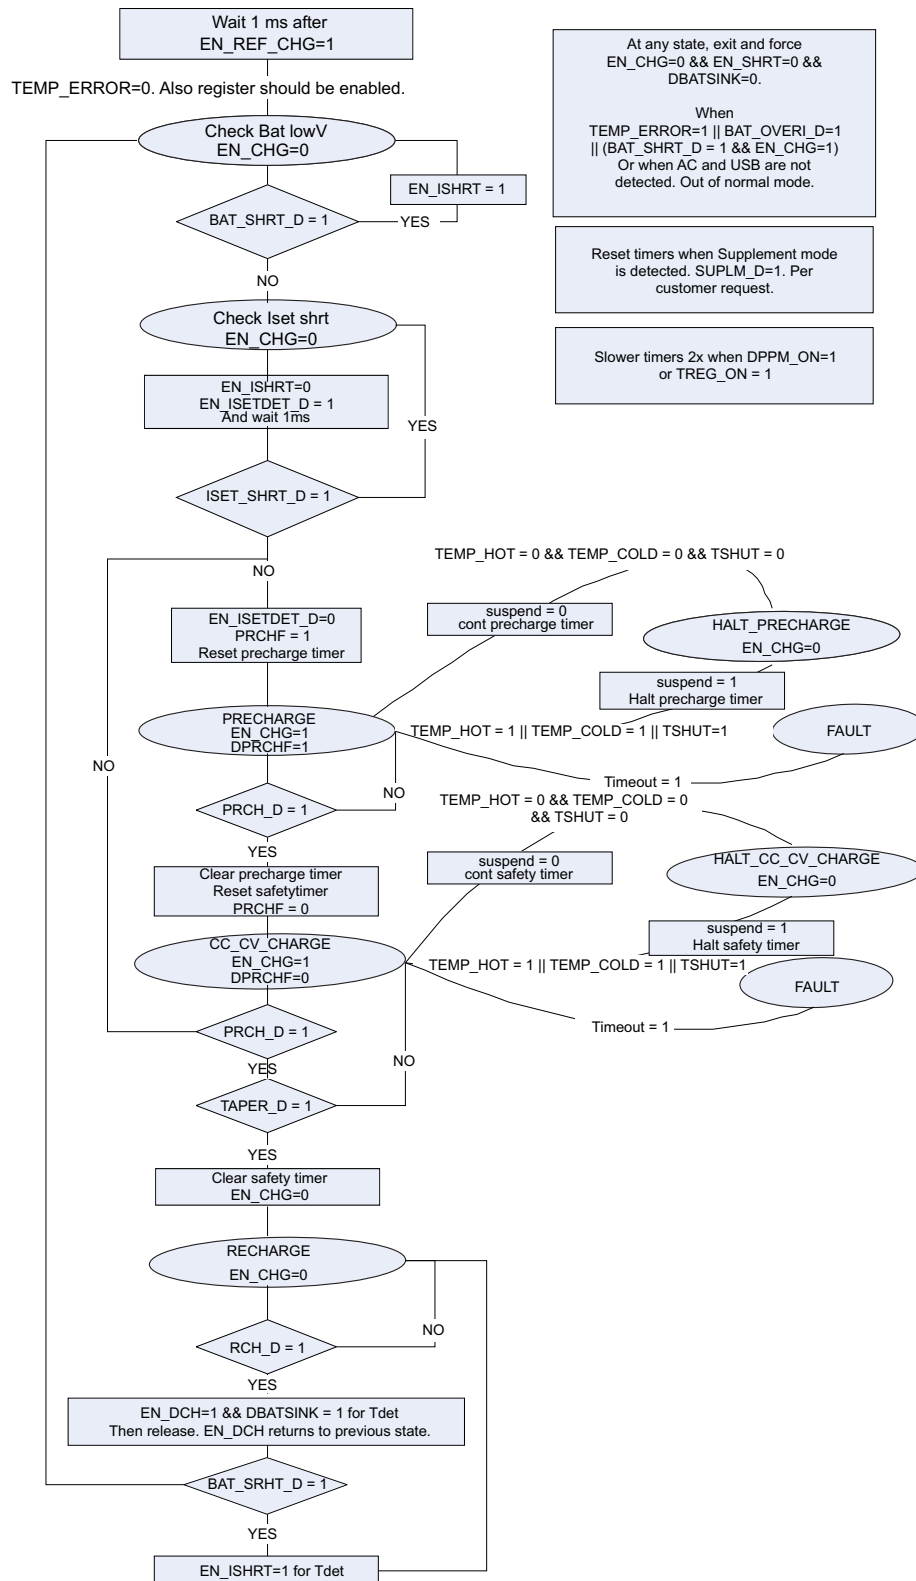 Wait 1 ms after
EN_REF_CHG=1
TEMP_ERROR=0. Also register should be enabled.
Check Bat lowV
EN_CHG=0
EN_ISHRT = 1
BAT_SHRT_D = 1
YES
NO
At any state, exit and force
EN_CHG=0 && EN_SHRT=0 &&
DBATSINK=0.
When
TEMP_ERROR=1 || BAT_OVERI_D=1
|| (BAT_SHRT_D = 1 && EN_CHG=1)
Or when AC and USB are not
detected. Out of normal mode.
Reset timers when Supplement mode
is detected. SUPLM_D=1. Per
customer request.
Slower timers 2x when DPPM_ON=1
or TREG_ON = 1
Check Iset shrt
EN_CHG=0
EN_ISHRT=0
EN_ISETDET_D = 1
And wait 1ms
YES
ISET_SHRT_D = 1
NO
EN_ISETDET_D=0
PRCHF = 1
Reset precharge timer
TEMP_HOT = 0 && TEMP_COLD = 0 && TSHUT = 0
suspend = 0
cont precharge timer
HALT_PRECHARGE
EN_CHG=0
suspend = 1
Halt precharge timer
PRECHARGE
EN_CHG=1
DPRCHF=1
TEMP_HOT = 1 || TEMP_COLD = 1 || TSHUT=1
FAULT
Timeout = 1
NO
NO
PRCH_D = 1
YES
TEMP_HOT = 0 && TEMP_COLD = 0
&& TSHUT = 0
suspend = 0
cont safety timer
HALT_CC_CV_CHARGE
EN_CHG=0
suspend = 1
Halt safety timer
Clear precharge timer
Reset safetytimer
PRCHF = 0
CC_CV_CHARGE
EN_CHG=1
DPRCHF=0
TEMP_HOT = 1 || TEMP_COLD = 1 || TSHUT=1
FAULT
Timeout = 1
PRCH_D = 1
YES
NO
TAPER_D = 1
YES
Clear safety timer
EN_CHG=0
RECHARGE
EN_CHG=0
NO
RCH_D = 1
YES
EN_DCH=1 && DBATSINK = 1 for Tdet
Then release. EN_DCH returns to previous state.
BAT_SRHT_D = 1
YES
EN_ISHRT=1 for Tdet